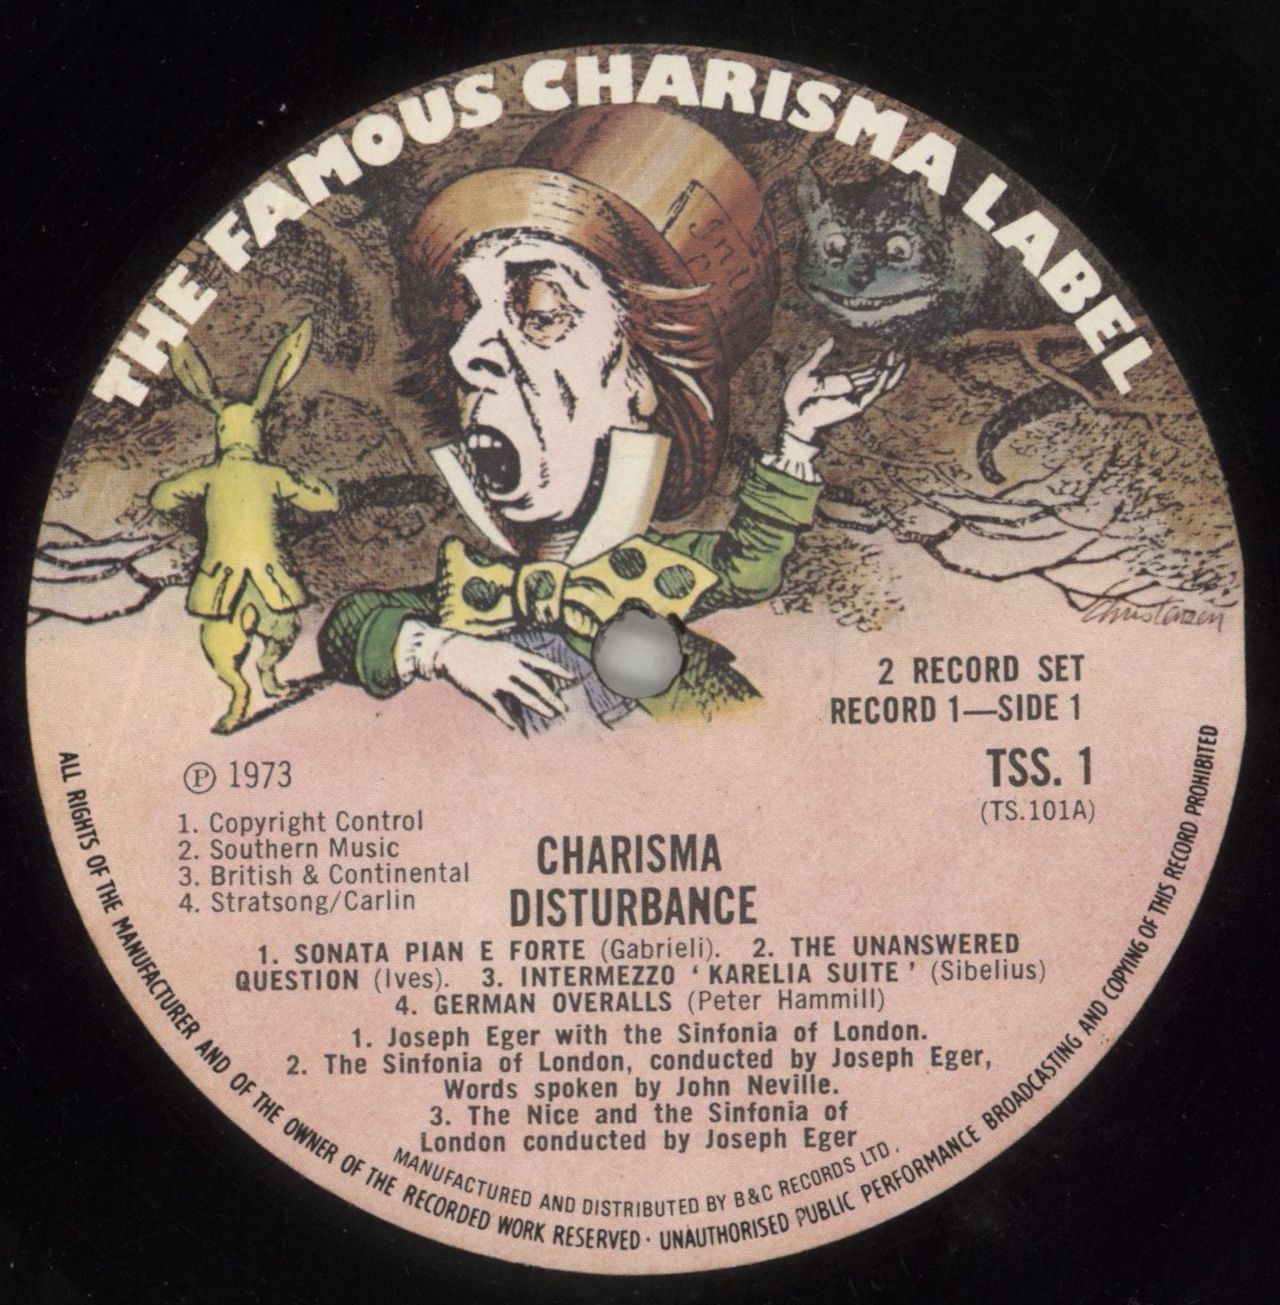 THE FAMOUS CHARISMA LABEL
Christensen
2 RECORD SET
RECORD 1—SIDE 1
TSS. 1
(TS.101A)
Ⓟ 1973
1. Copyright Control
2. Southern Music
3. British & Continental
4. Stratsong/Carlin
CHARISMA
DISTURBANCE
1. SONATA PIAN E FORTE (Gabrieli). 2. THE UNANSWERED
QUESTION (Ives). 3. INTERMEZZO ‘ KARELIA SUITE ’ (Sibelius)
4. GERMAN OVERALLS (Peter Hammill)
1. Joseph Eger with the Sinfonia of London.
2. The Sinfonia of London, conducted by Joseph Eger,
Words spoken by John Neville.
3. The Nice and the Sinfonia of
London conducted by Joseph Eger
MANUFACTURED AND DISTRIBUTED BY B&C RECORDS LTD.
ALL RIGHTS OF THE MANUFACTURER AND OF THE OWNER OF THE RECORDED WORK RESERVED · UNAUTHORISED PUBLIC PERFORMANCE BROADCASTING AND COPYING OF THIS RECORD PROHIBITED